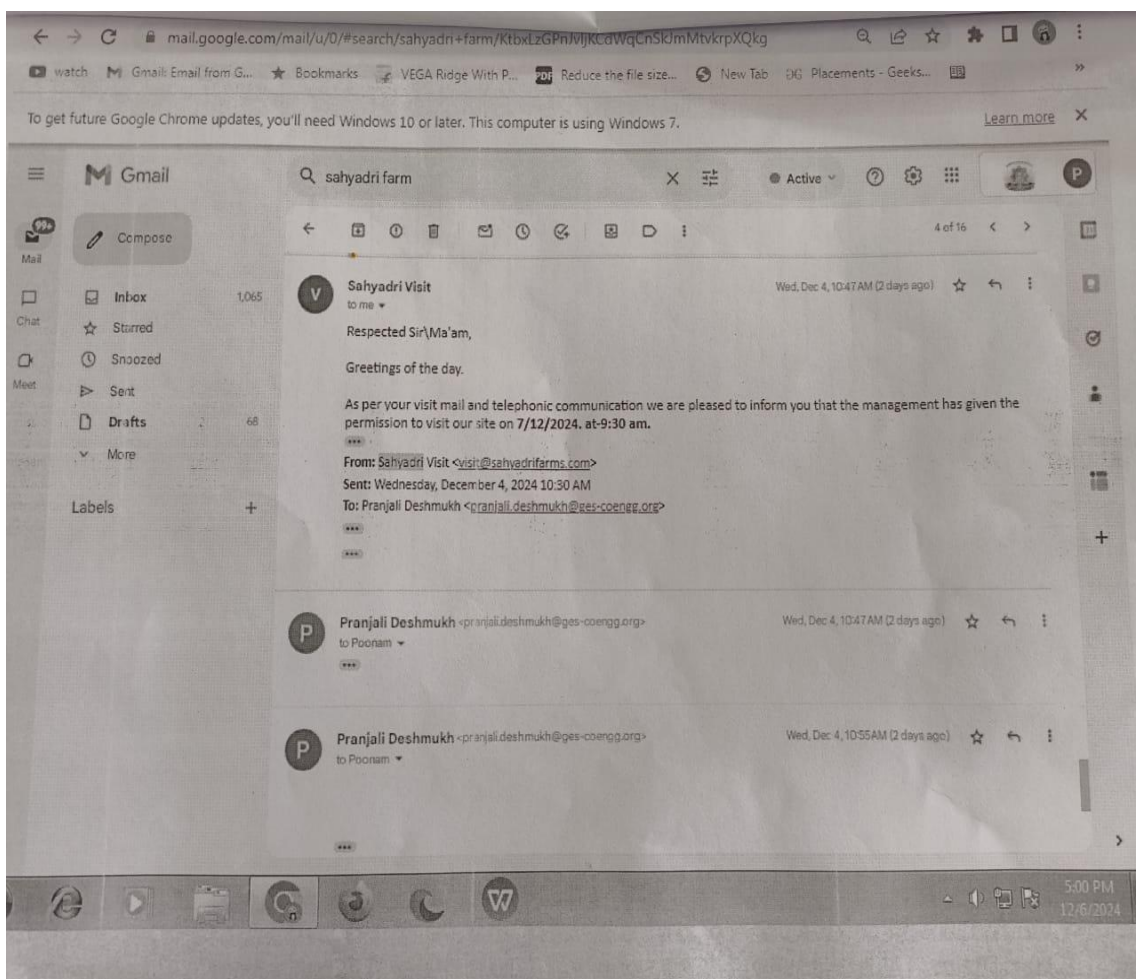 mail.google.com/mail/u/0/#search/sahyadri+farm/
watch Gmail: Email from G... Bookmarks VEGA Ridge With P... PDF Reduce the file size... New Tab Placements - Geeks...
To get future Google Chrome updates, you'll need Windows 10 or later. This computer is using Windows 7. Learn more
Gmail sahyadri farm Active P
99+
Mail
Compose
4 of 16
Inbox 1,065
Chat
Starred
Snoozed
Meet
Sent
Drafts 68
More
Labels +
V
Sahyadri Visit Wed, Dec 4, 10:47 AM (2 days ago)
to me
Respected Sir\Ma'am,
Greetings of the day.
As per your visit mail and telephonic communication we are pleased to inform you that the management has given the
permission to visit our site on 7/12/2024. at-9:30 am.
From: Sahyadri Visit <visit@sahyadrifarms.com>
Sent: Wednesday, December 4, 2024 10:30 AM
To: Pranjali Deshmukh <pranjali.deshmukh@ges-coengg.org>
P
Pranjali Deshmukh <pranjali.deshmukh@ges-coengg.org> Wed, Dec 4, 10:47 AM (2 days ago)
to Poonam
P
Pranjali Deshmukh <pranjali.deshmukh@ges-coengg.org> Wed, Dec 4, 10:55 AM (2 days ago)
to Poonam
5:00 PM
12/6/2024